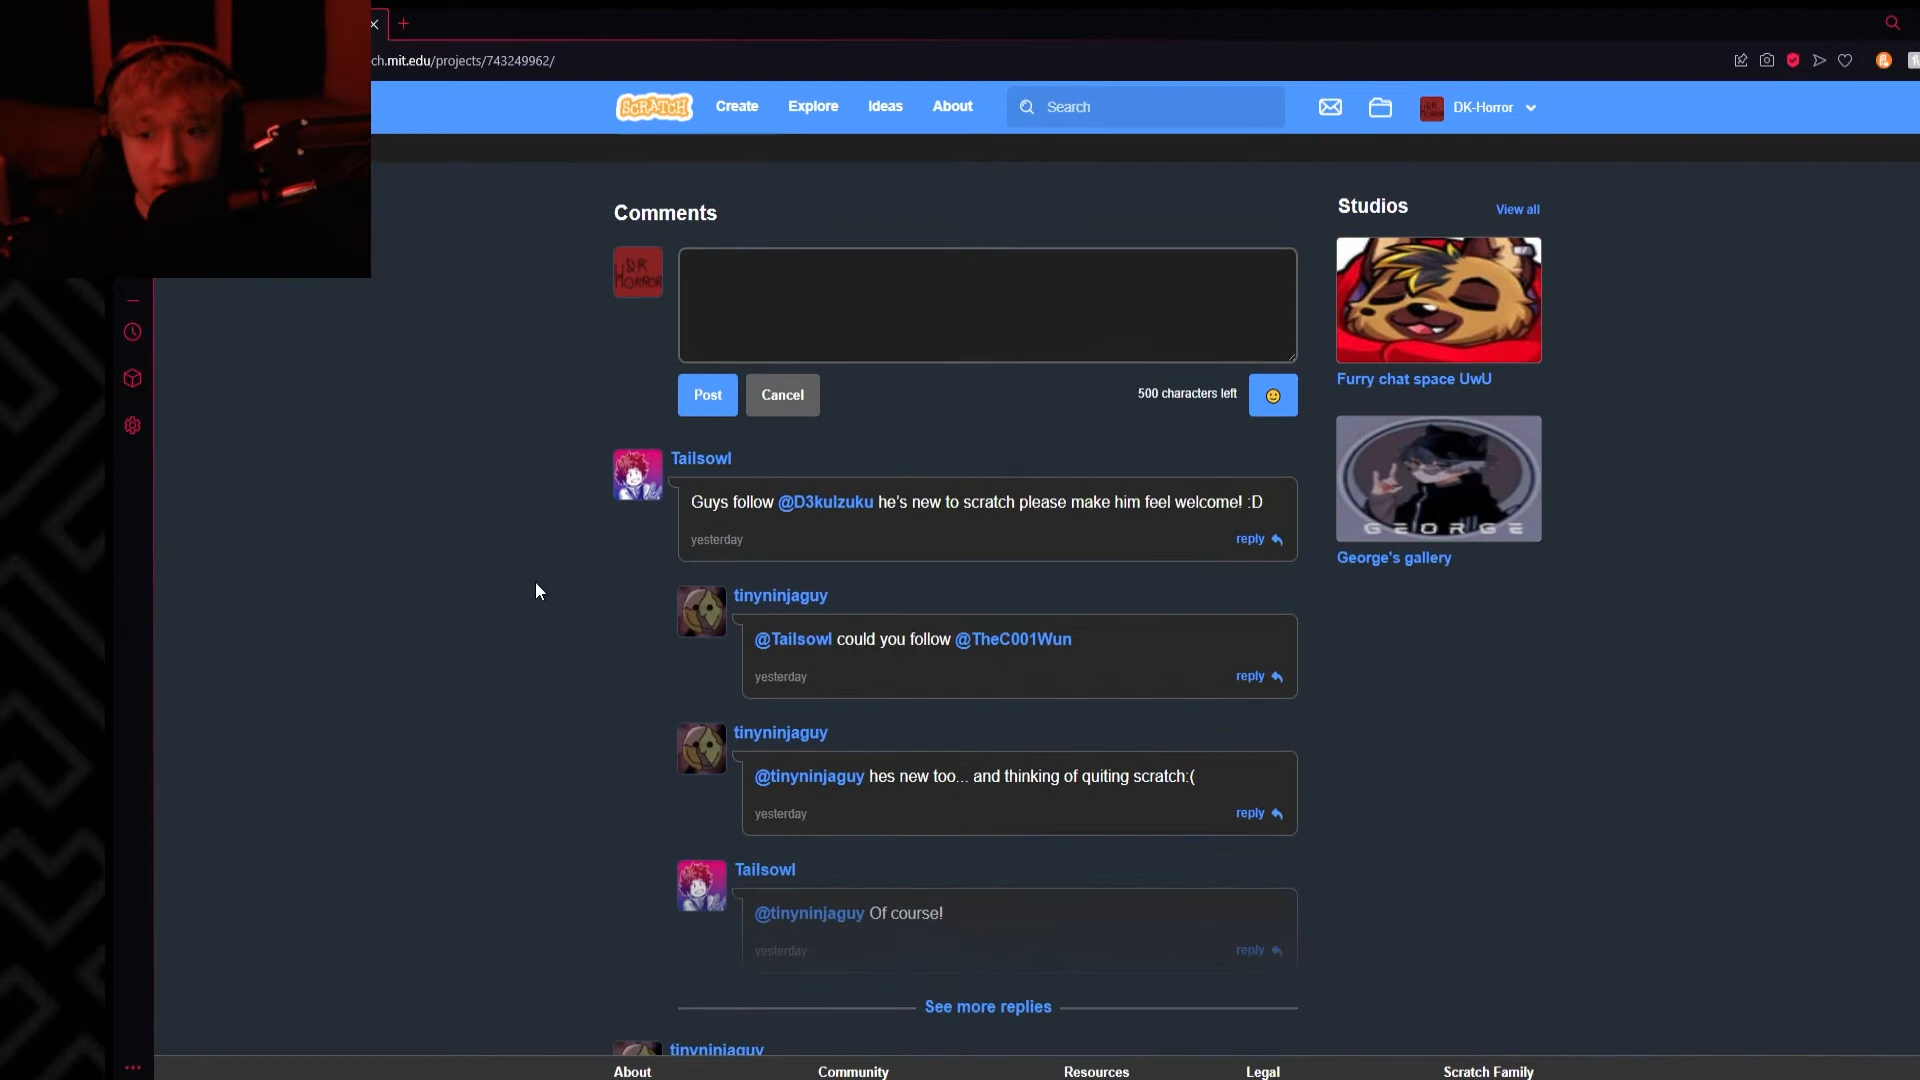 ch.mit.edu/projects/743249962/
SCRATCH
Create
Explore
Ideas
About
Search
DK-Horror
Comments
Studios
View all
DK
HORROR
Post
Cancel
500 characters left
Furry chat space UwU
Tailsowl
Guys follow @D3kuIzuku he's new to scratch please make him feel welcome! :D
yesterday
reply
GEORGE
George's gallery
tinyninjaguy
@Tailsowl could you follow @TheC001Wun
yesterday
reply
tinyninjaguy
@tinyninjaguy hes new too... and thinking of quiting scratch:(
yesterday
reply
Tailsowl
@tinyninjaguy Of course!
yesterday
reply
See more replies
tinyninjaguy
About
Community
Resources
Legal
Scratch Family